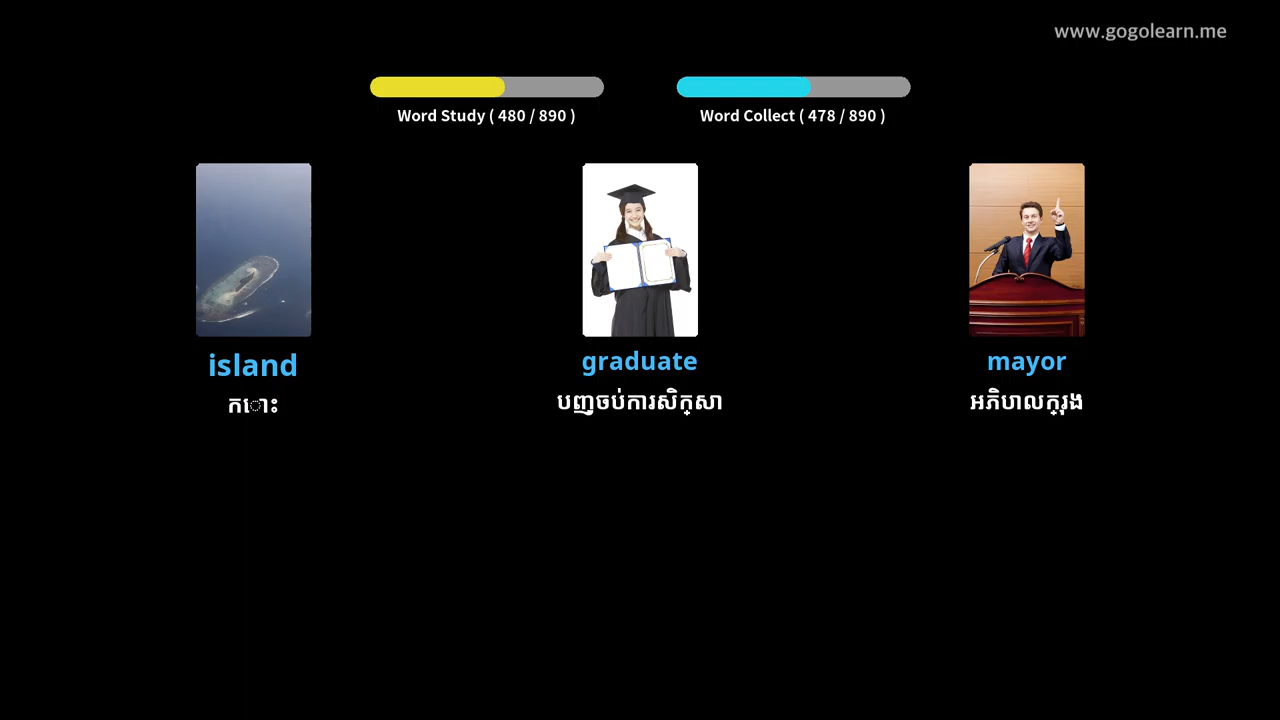 www.gogolearn.me
Word Study ( 480 / 890 )
Word Collect ( 478 / 890 )
island
graduate
mayor
កោះ
បញ្ចប់ការសិក្សា
អភិបាលក្រុង